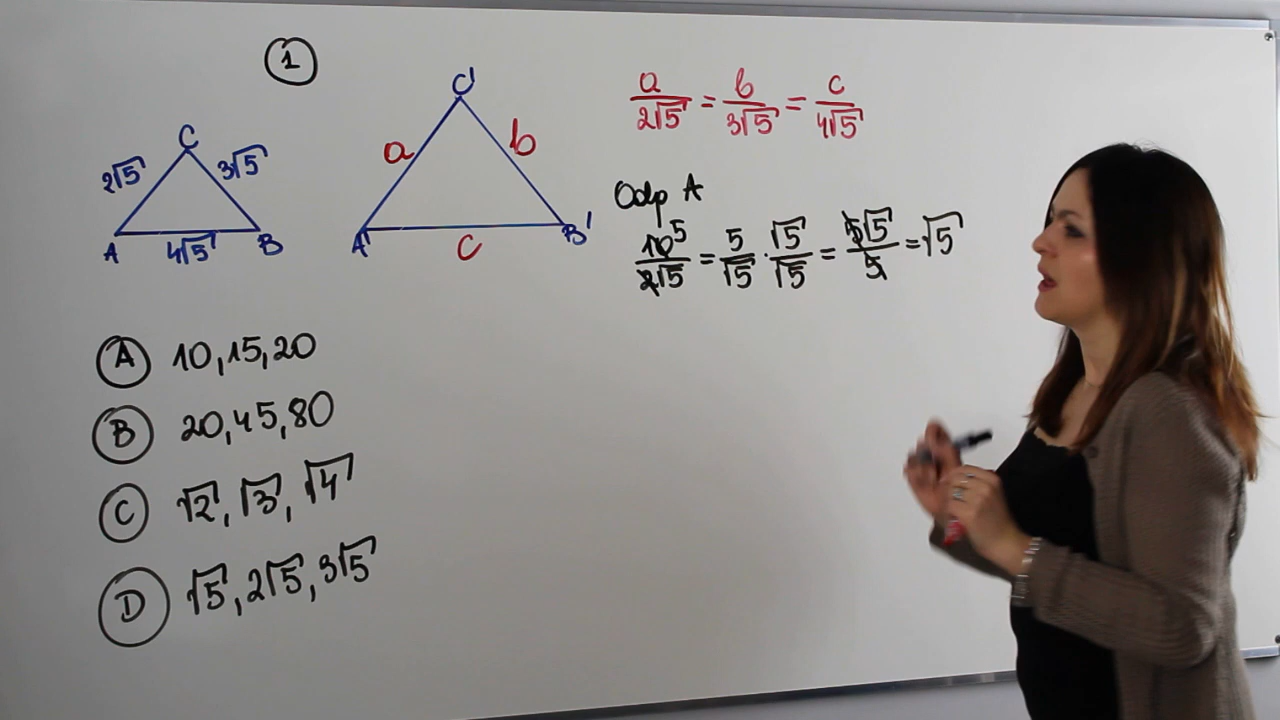 1
C
2√5 3√5
A 4√5 B
C'
a b
A' c B'
a/2√5 = b/3√5 = c/4√5
Odp A
10⁵/2√5 = 5/√5 · √5/√5 = 5√5/5 = √5
A 10, 15, 20
B 20, 45, 80
C √2, √3, √4
D √5, 2√5, 3√5